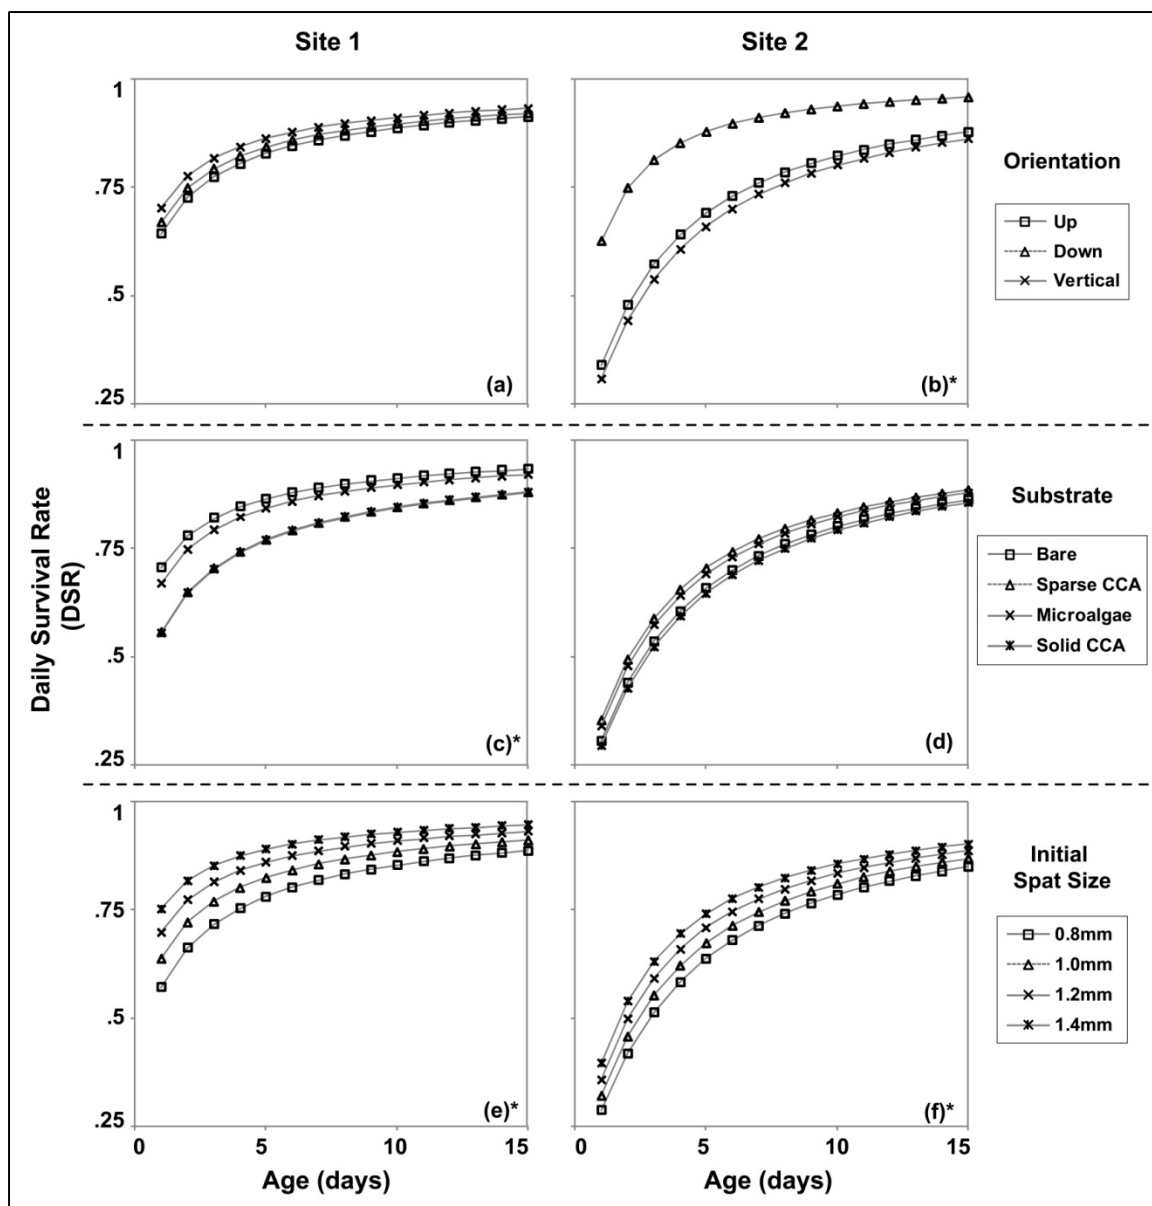 Site 1
Site 2
1
.75
.5
.25
(a)
(b)*
Orientation
Up
Down
Vertical
1
.75
.5
.25
(c)*
(d)
Substrate
Bare
Sparse CCA
Microalgae
Solid CCA
Daily Survival Rate
(DSR)
1
.75
.5
.25
(e)*
(f)*
Initial
Spat Size
0.8mm
1.0mm
1.2mm
1.4mm
0 5 10 15
0 5 10 15
Age (days)
Age (days)